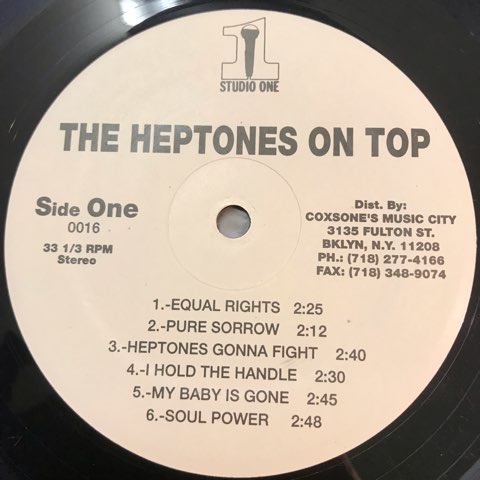 1
STUDIO ONE
THE HEPTONES ON TOP
Side One
0016
33 1/3 RPM
Stereo
Dist. By:
COXSONE'S MUSIC CITY
3135 FULTON ST.
BKLYN, N.Y. 11208
PH.: (718) 277-4166
FAX: (718) 348-9074
1.-EQUAL RIGHTS 2:25
2.-PURE SORROW 2:12
3.-HEPTONES GONNA FIGHT 2:40
4.-I HOLD THE HANDLE 2:30
5.-MY BABY IS GONE 2:45
6.-SOUL POWER 2:48